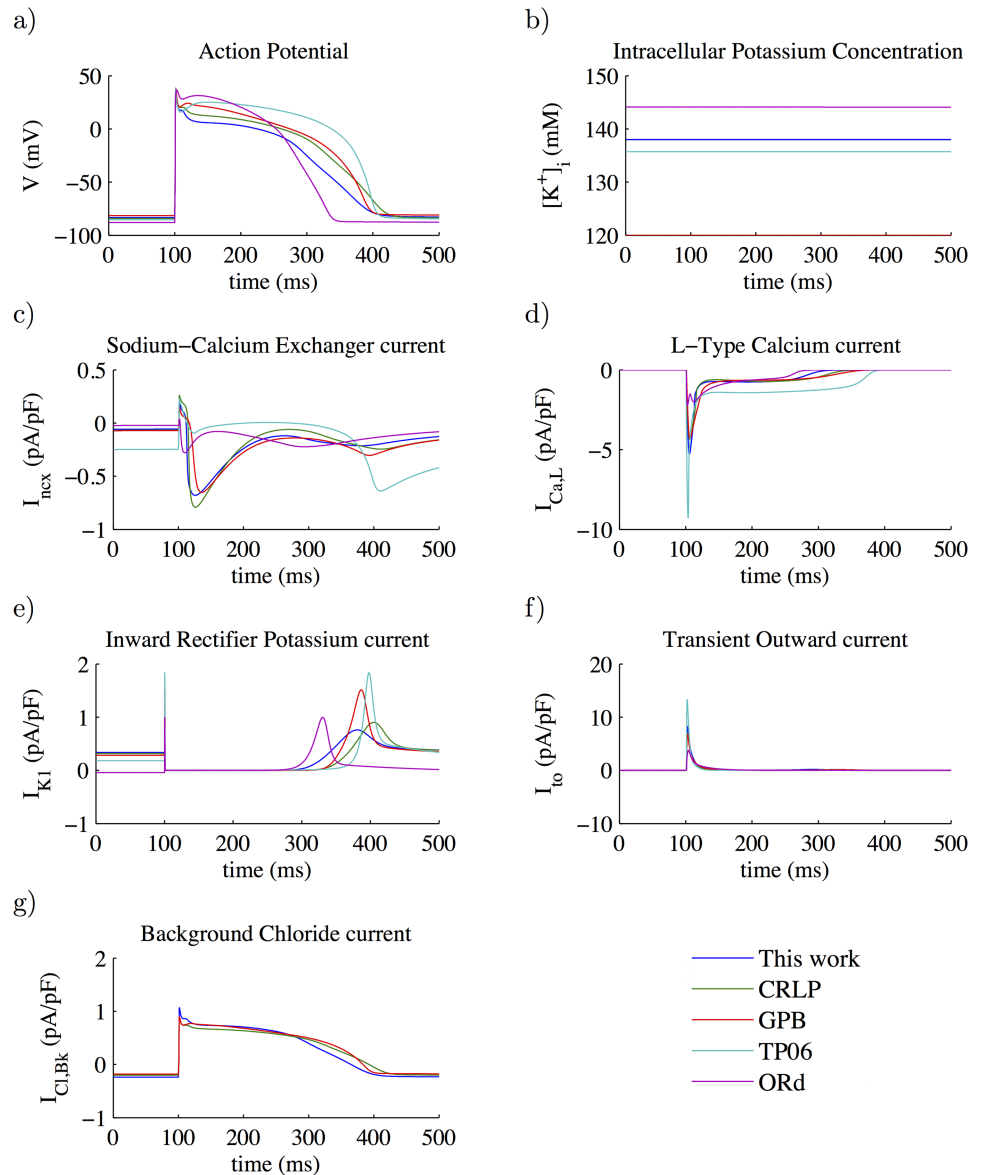 a)
Action Potential
50
0
−50
−100
V (mV)
0 100 200 300 400 500
time (ms)
b)
Intracellular Potassium Concentration
150
140
130
120
[K+]i (mM)
0 100 200 300 400 500
time (ms)
c)
Sodium−Calcium Exchanger current
0.5
0
−0.5
−1
Incx (pA/pF)
0 100 200 300 400 500
time (ms)
d)
L−Type Calcium current
0
−5
−10
ICa,L (pA/pF)
0 100 200 300 400 500
time (ms)
e)
Inward Rectifier Potassium current
2
1
0
−1
IK1 (pA/pF)
0 100 200 300 400 500
time (ms)
f)
Transient Outward current
20
10
0
−10
Ito (pA/pF)
0 100 200 300 400 500
time (ms)
g)
Background Chloride current
2
1
0
−1
ICl,Bk (pA/pF)
0 100 200 300 400 500
time (ms)
This work
CRLP
GPB
TP06
ORd